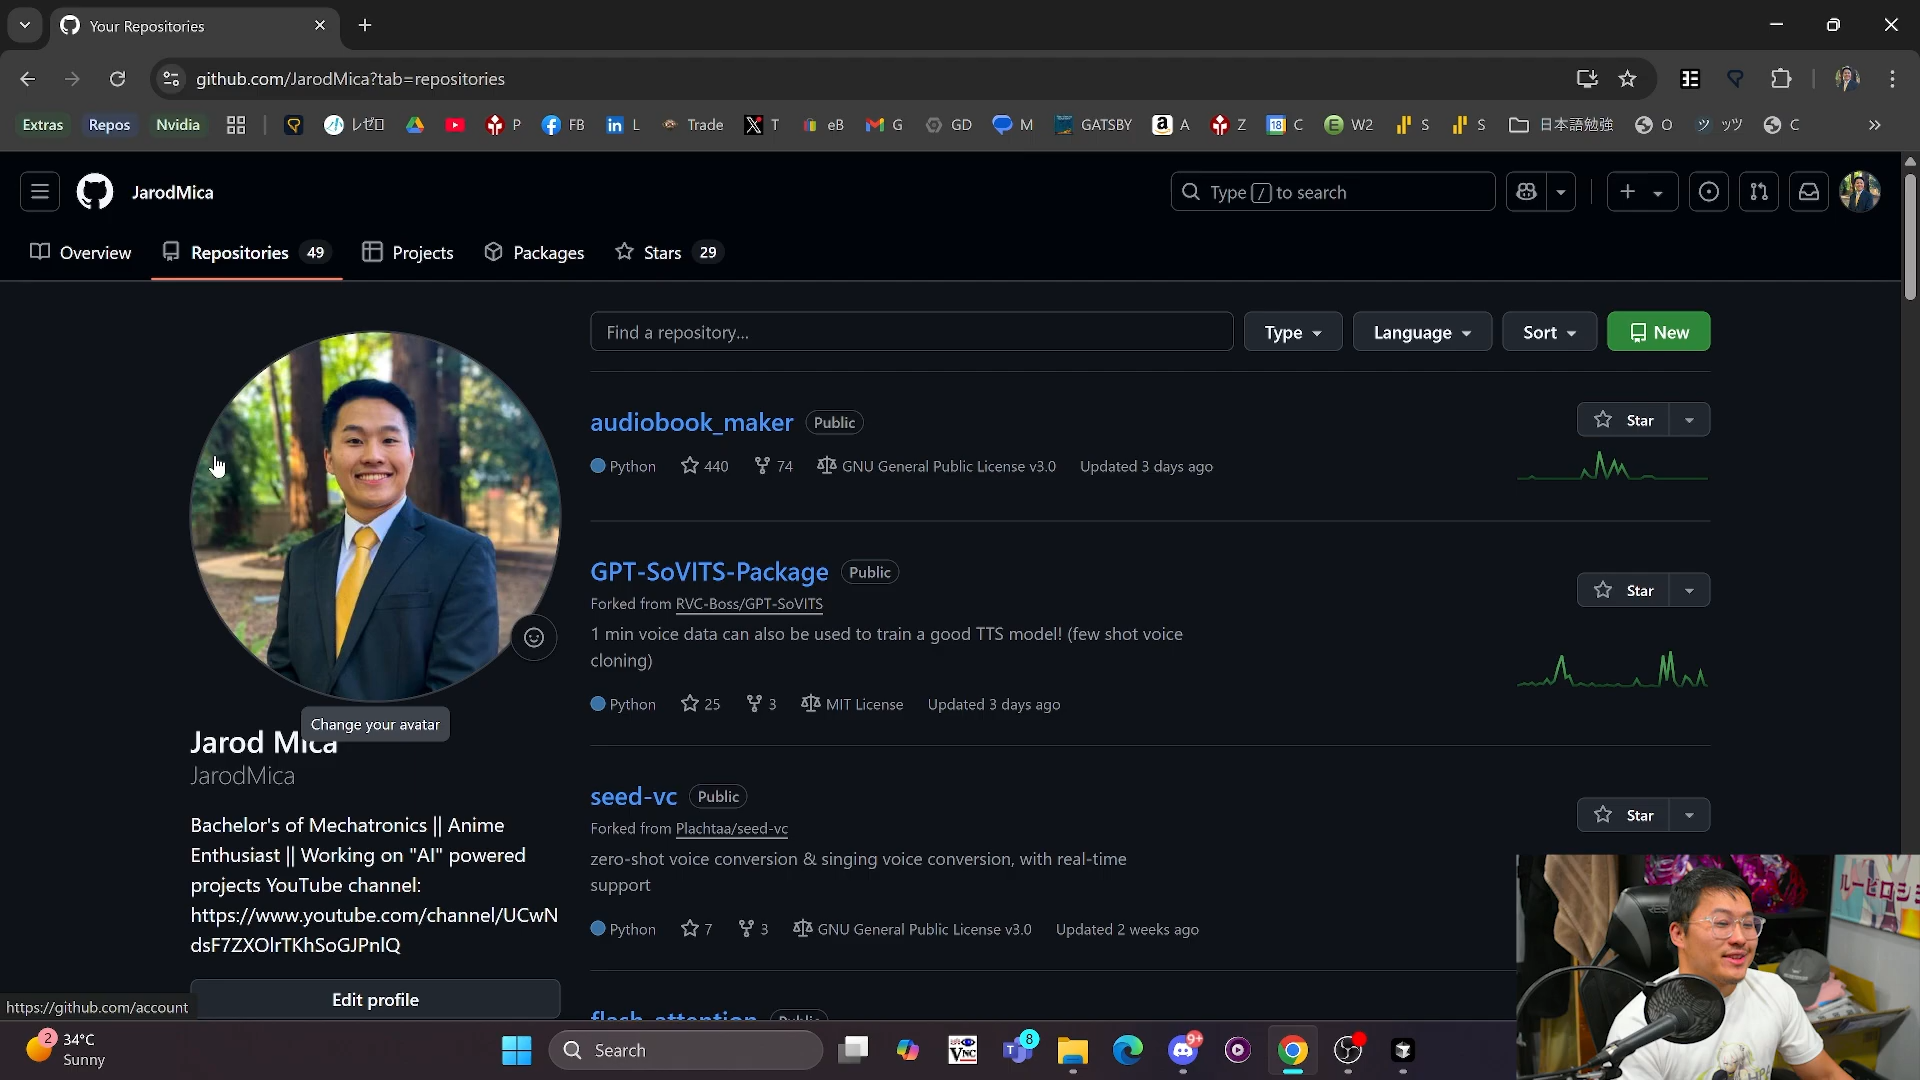 Your Repositories
github.com/JarodMica?tab=repositories
Extras Repos Nvidia レゼロ P FB L Trade T eB G GD M GATSBY A Z C W2 S S 日本語勉強 O ッツ C
JarodMica
Type / to search
Overview Repositories 49 Projects Packages Stars 29
Find a repository...
Type Language Sort New
audiobook_maker Public
Star
Python 440 74 GNU General Public License v3.0 Updated 3 days ago
GPT-SoVITS-Package Public
Forked from RVC-Boss/GPT-SoVITS
Star
1 min voice data can also be used to train a good TTS model! (few shot voice
cloning)
Python 25 3 MIT License Updated 3 days ago
Change your avatar
Jarod Mica
JarodMica
Bachelor's of Mechatronics || Anime
Enthusiast || Working on "AI" powered
projects YouTube channel:
https://www.youtube.com/channel/UCwN
dsF7ZXOlrTKhSoGJPnlQ
Edit profile
seed-vc Public
Forked from Plachtaa/seed-vc
Star
zero-shot voice conversion & singing voice conversion, with real-time
support
Python 7 3 GNU General Public License v3.0 Updated 2 weeks ago
flash-attention Public
https://github.com/account
2
34°C
Sunny
Search
VNC
8
9+